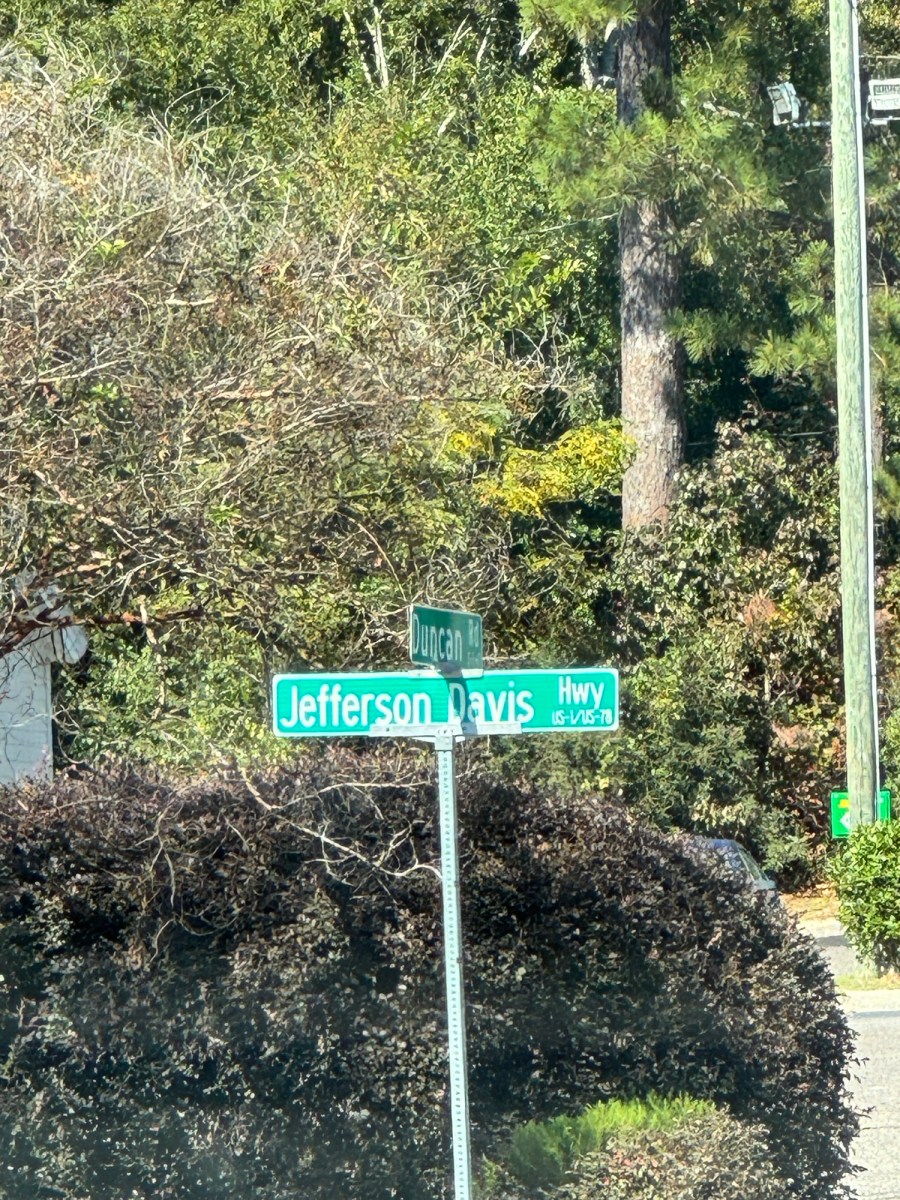 Duncan Rd
Jefferson Davis Hwy
US-1/US-78